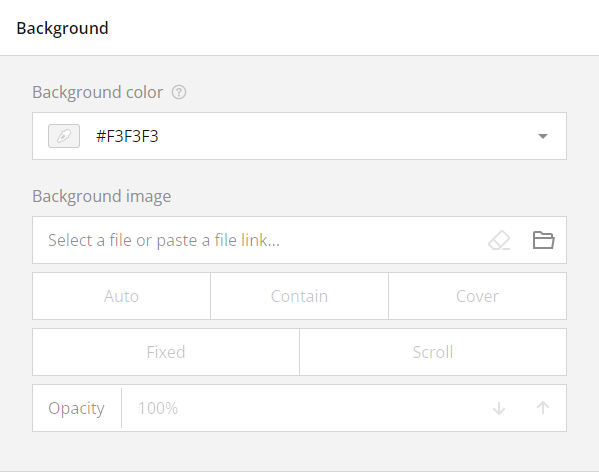 Background
Background color ?
#F3F3F3
Background image
Select a file or paste a file link...
Auto Contain Cover
Fixed Scroll
Opacity 100%